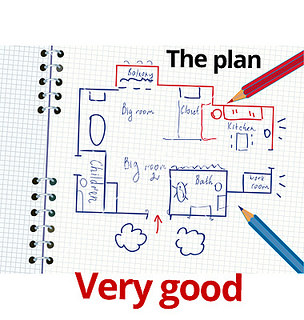 The plan
Balcony
Big room
Closet
Kitchen
Children
Big room
2
Bath
work
room
Very good